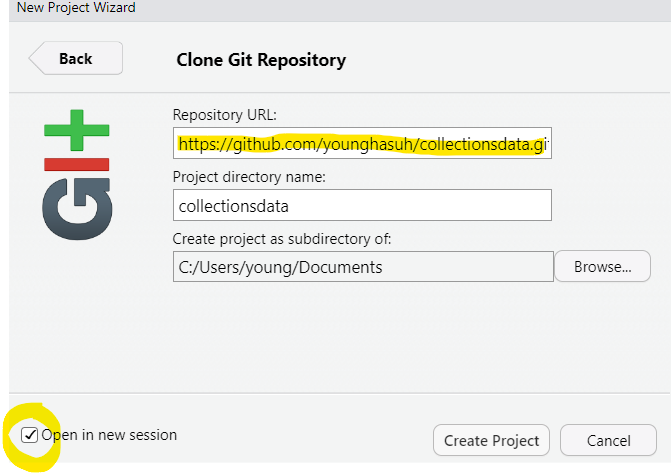 New Project Wizard
Back
Clone Git Repository
Repository URL:
https://github.com/younghasuh/collectionsdata.gi
Project directory name:
collectionsdata
Create project as subdirectory of:
C:/Users/young/Documents
Browse...
GIt
Open in new session
Create Project
Cancel